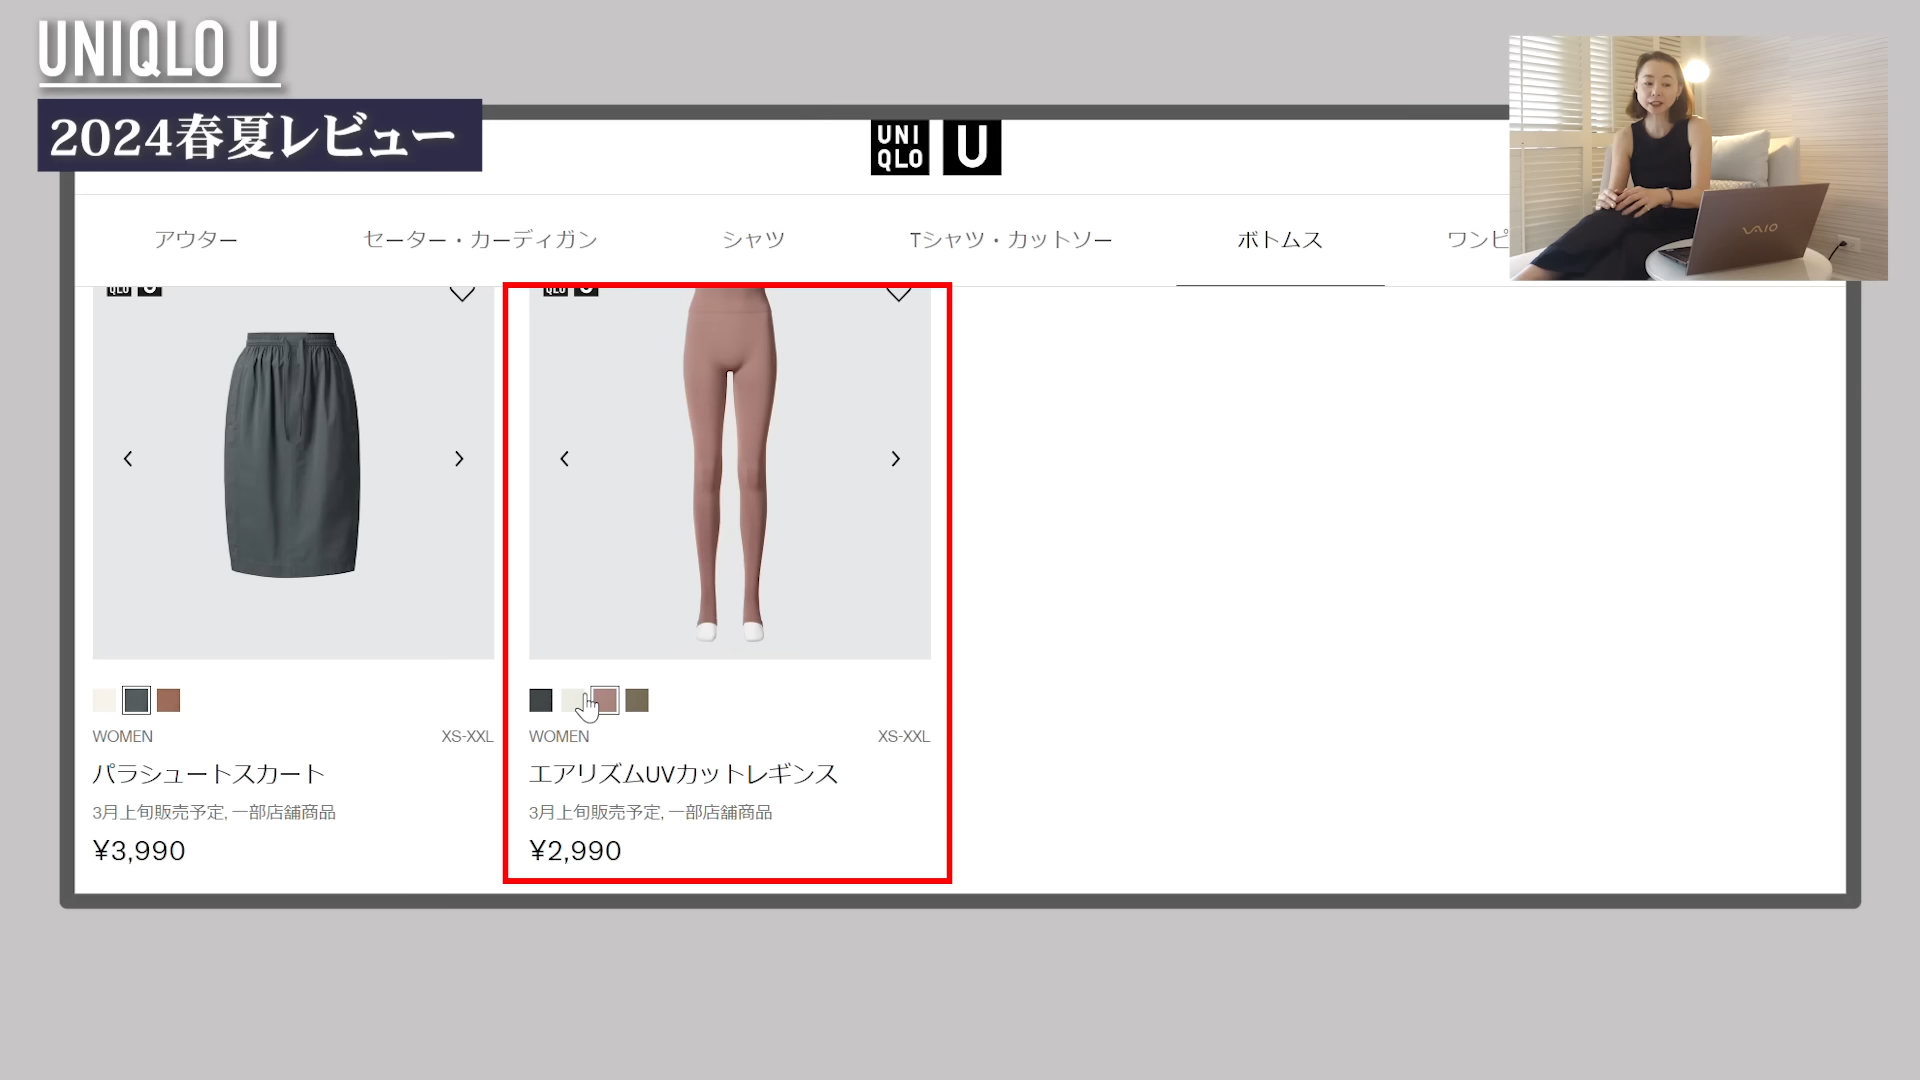 UNIQLO U
2024春夏レビュー
UNI
QLO
U
アウター
セーター・カーディガン
シャツ
Tシャツ・カットソー
ボトムス
ワンピ
VAIO
WOMEN
XS-XXL
パラシュートスカート
3月上旬販売予定, 一部店舗商品
¥3,990
WOMEN
XS-XXL
エアリズムUVカットレギンス
3月上旬販売予定, 一部店舗商品
¥2,990